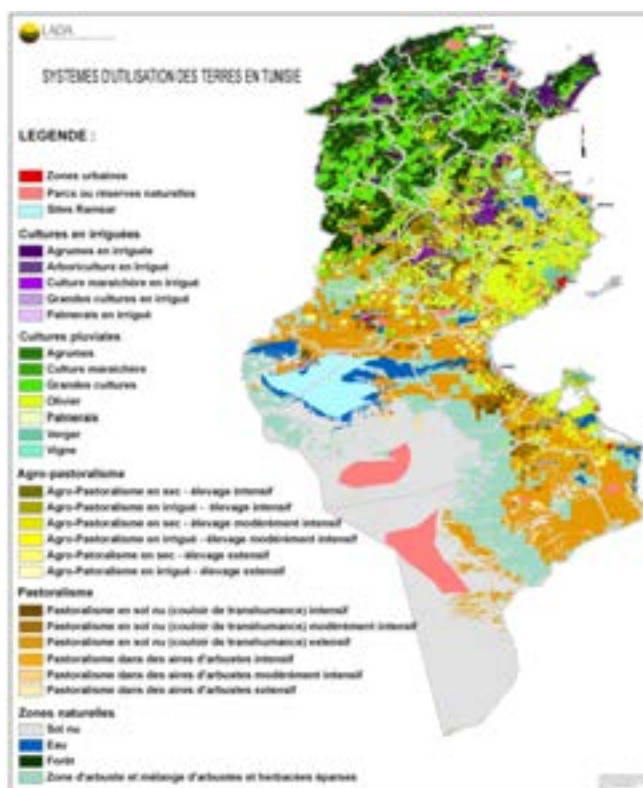 LADA
SYSTEMES D'UTILISATION DES TERRES EN TUNISIE
LEGENDE :
Zones urbaines
Parcs ou réserves naturelles
Sites Ramsar
Cultures en irriguées
Agrumes en irriguée
Arboriculture en irrigué
Culture maraîchère en irrigué
Grandes cultures en irrigué
Palmerais en irrigué
Cultures pluviales
Agrumes
Culture maraîchère
Grandes cultures
Olivier
Palmerais
Verger
Vigne
Agro-pastoralisme
Agro-Pastoralisme en sec - élevage intensif
Agro-Pastoralisme en irrigué - élevage intensif
Agro-Pastoralisme en sec - élevage modérément intensif
Agro-Pastoralisme en irrigué - élevage modérément intensif
Agro-Patoralisme en sec - élevage extensif
Agro-Patoralisme en irrigué - élevage extensif
Pastoralisme
Pastoralisme en sol nu (couloir de transhumance) intensif
Pastoralisme en sol nu (couloir de transhumance) modérément intensif
Pastoralisme en sol nu (couloir de transhumance) extensif
Pastoralisme dans des aires d'arbustes intensif
Pastoralisme dans des aires d'arbustes modérément intensif
Pastoralisme dans des aires d'arbustes extensif
Zones naturelles
Sol nu
Eau
Forêt
Zone d'arbuste et mélange d'arbustes et herbacées éparses